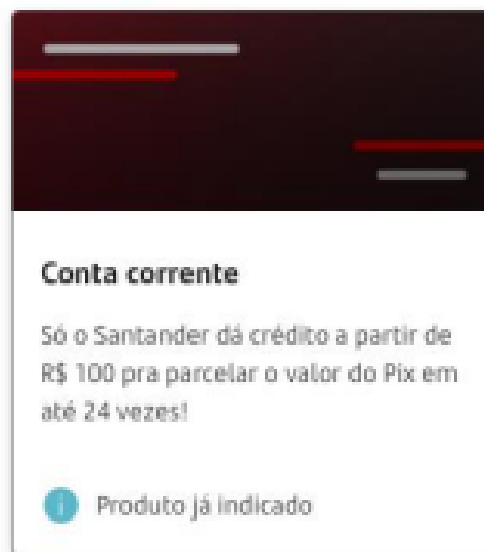 Conta corrente
Só o Santander dá crédito a partir de
R$ 100 pra parcelar o valor do Pix em
até 24 vezes!
Produto já indicado